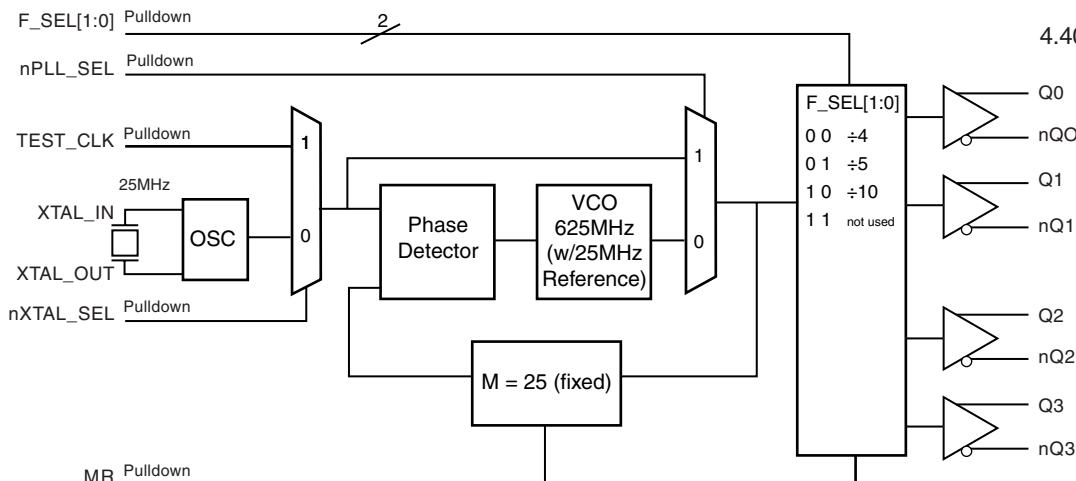 F_SEL[1:0] Pulldown
2
4.40
nPLL_SEL Pulldown
F_SEL[1:0]
0 0 ÷4
0 1 ÷5
1 0 ÷10
1 1 not used
Q0
nQO
TEST_CLK Pulldown
1
1
25MHz
XTAL_IN
OSC
0
Phase
Detector
VCO
625MHz
(w/25MHz
Reference)
0
Q1
nQ1
XTAL_OUT
nXTAL_SEL Pulldown
M = 25 (fixed)
Q2
nQ2
Q3
nQ3
MR Pulldown